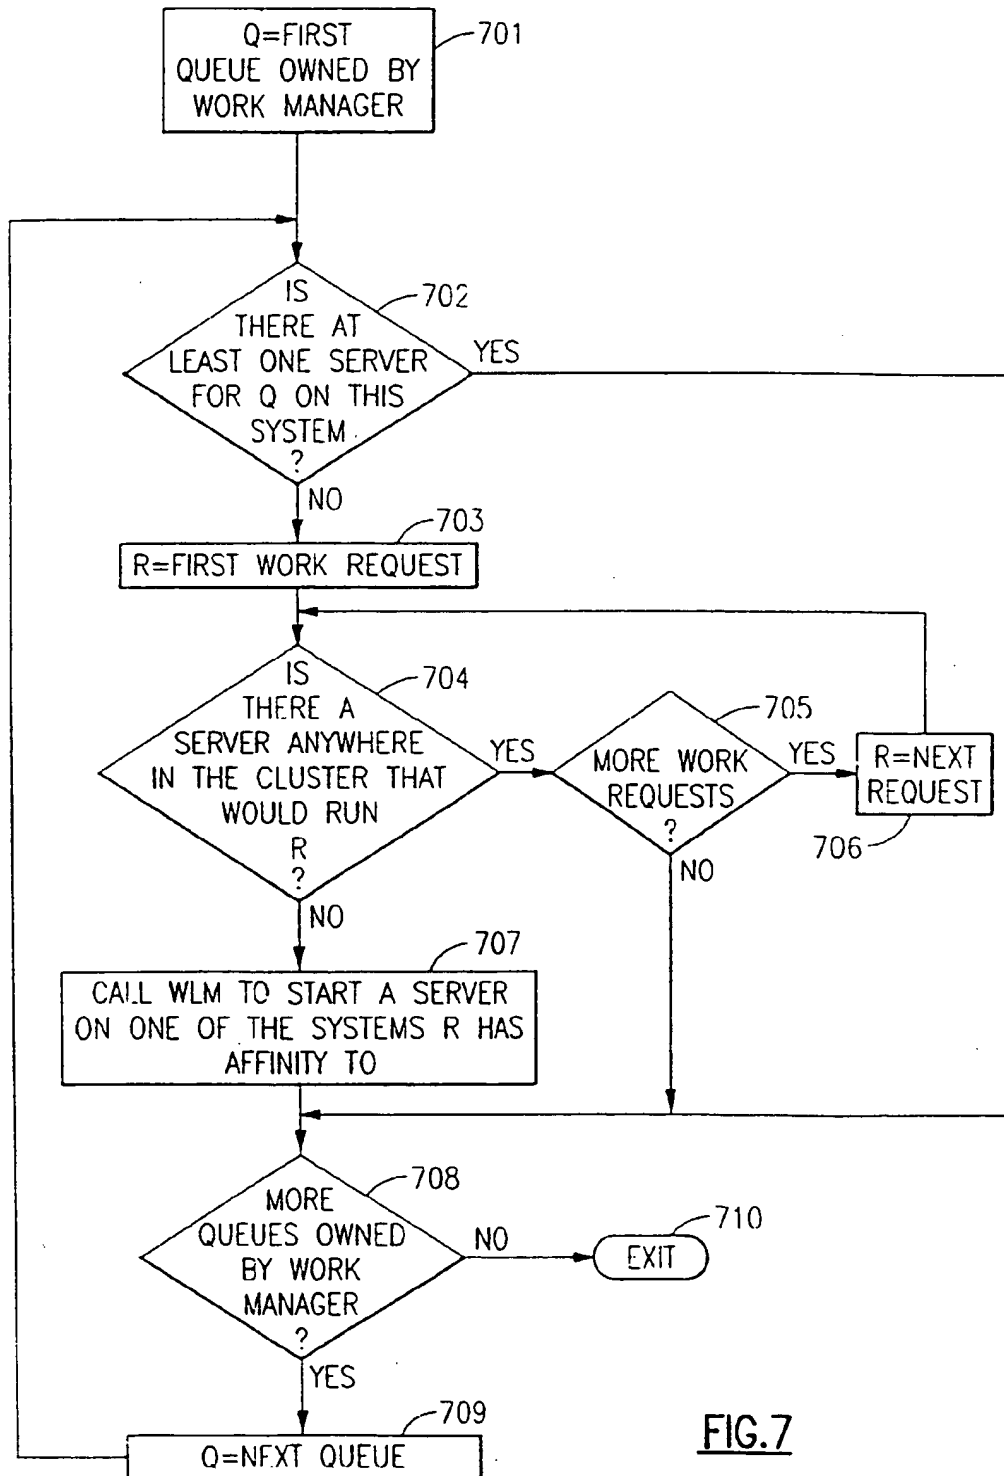 Q=FIRST
QUEUE OWNED BY
WORK MANAGER
701
IS
THERE AT
LEAST ONE SERVER
FOR Q ON THIS
SYSTEM
?
702
YES
NO
703
R=FIRST WORK REQUEST
IS
THERE A
SERVER ANYWHERE
IN THE CLUSTER THAT
WOULD RUN
R
?
704
YES
NO
705
MORE WORK
REQUESTS
?
YES
NO
R=NEXT
REQUEST
706
707
CALL WLM TO START A SERVER
ON ONE OF THE SYSTEMS R HAS
AFFINITY TO
708
MORE
QUEUES OWNED
BY WORK
MANAGER
?
NO
710
EXIT
YES
709
Q=NEXT QUEUE
FIG.7